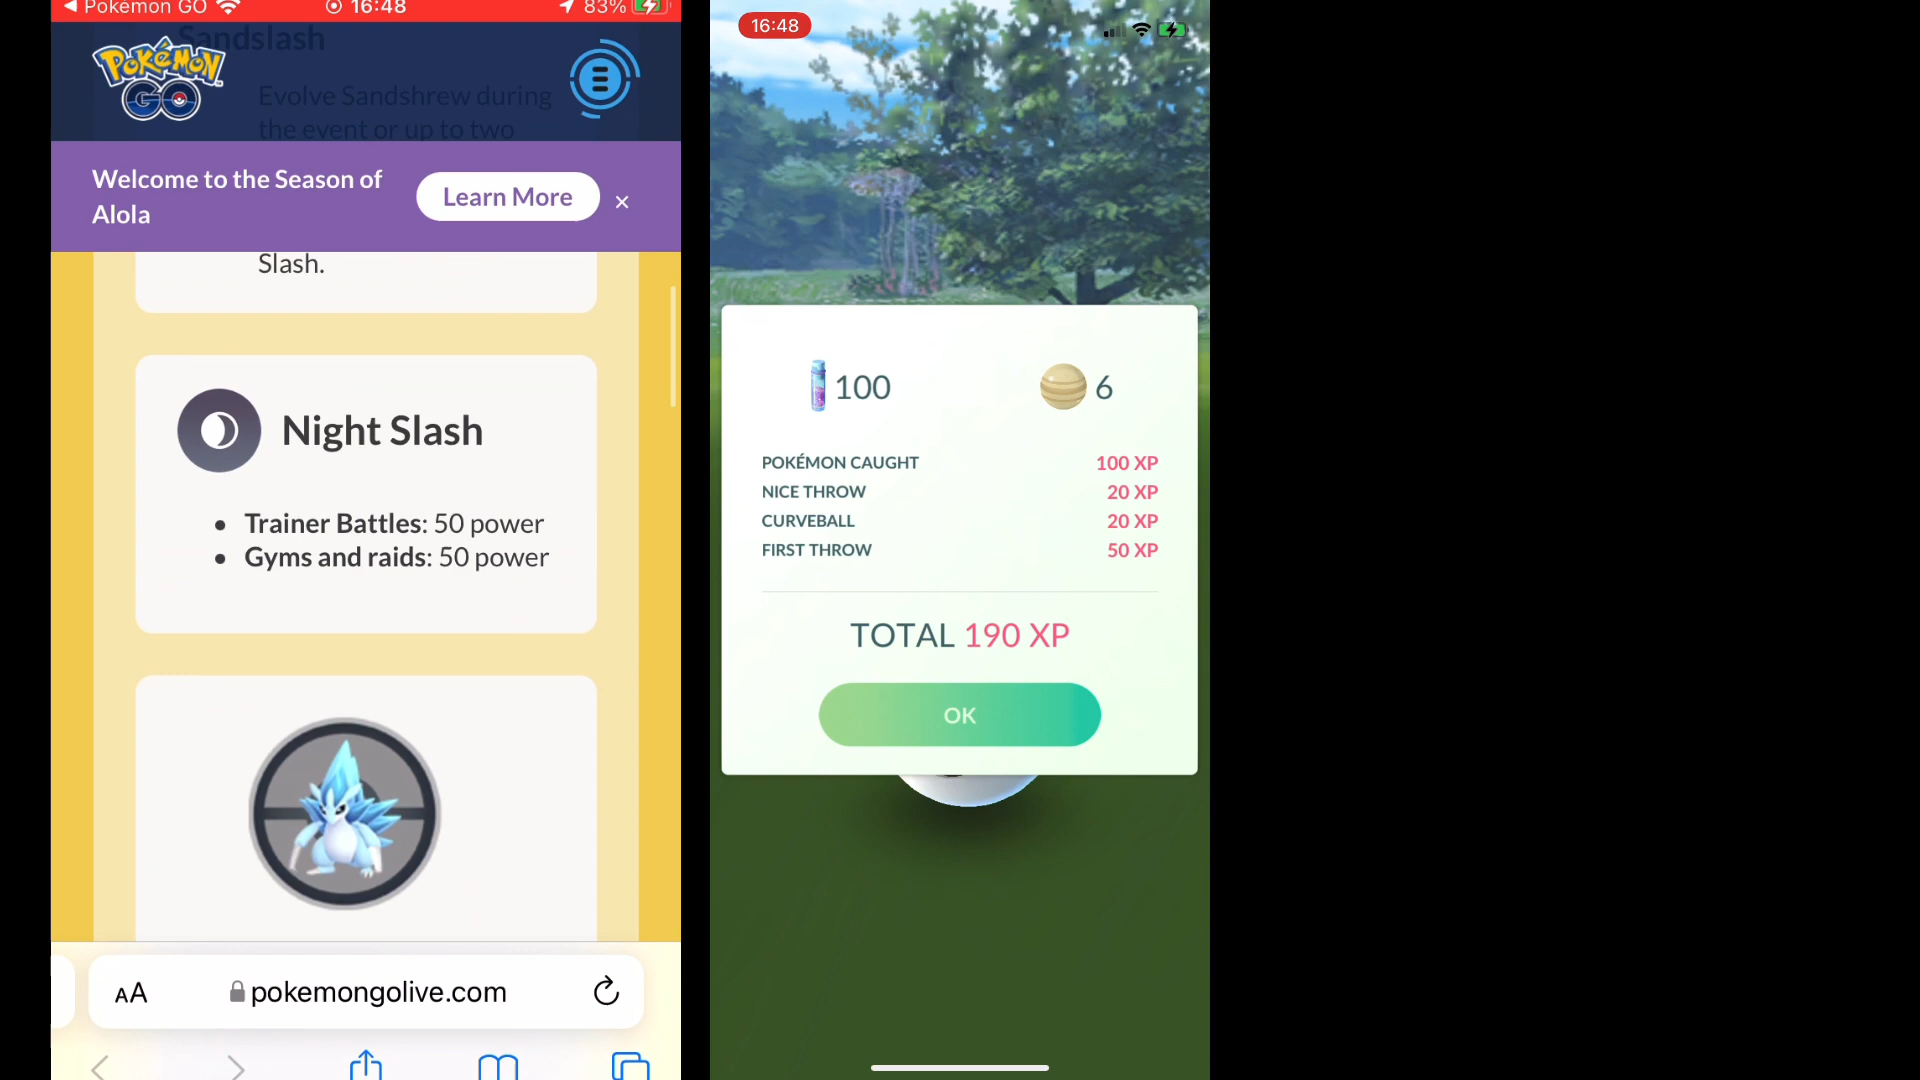 Pokémon GO
16:48
83%
Sandslash
POKÉMON
GO
Evolve Sandshrew during
the event or up to two
Welcome to the Season of
Alola
Learn More
×
Slash.
Night Slash
• Trainer Battles: 50 power
• Gyms and raids: 50 power
AA
pokemongolive.com
16:48
100
6
POKÉMON CAUGHT
100 XP
NICE THROW
20 XP
CURVEBALL
20 XP
FIRST THROW
50 XP
TOTAL 190 XP
OK